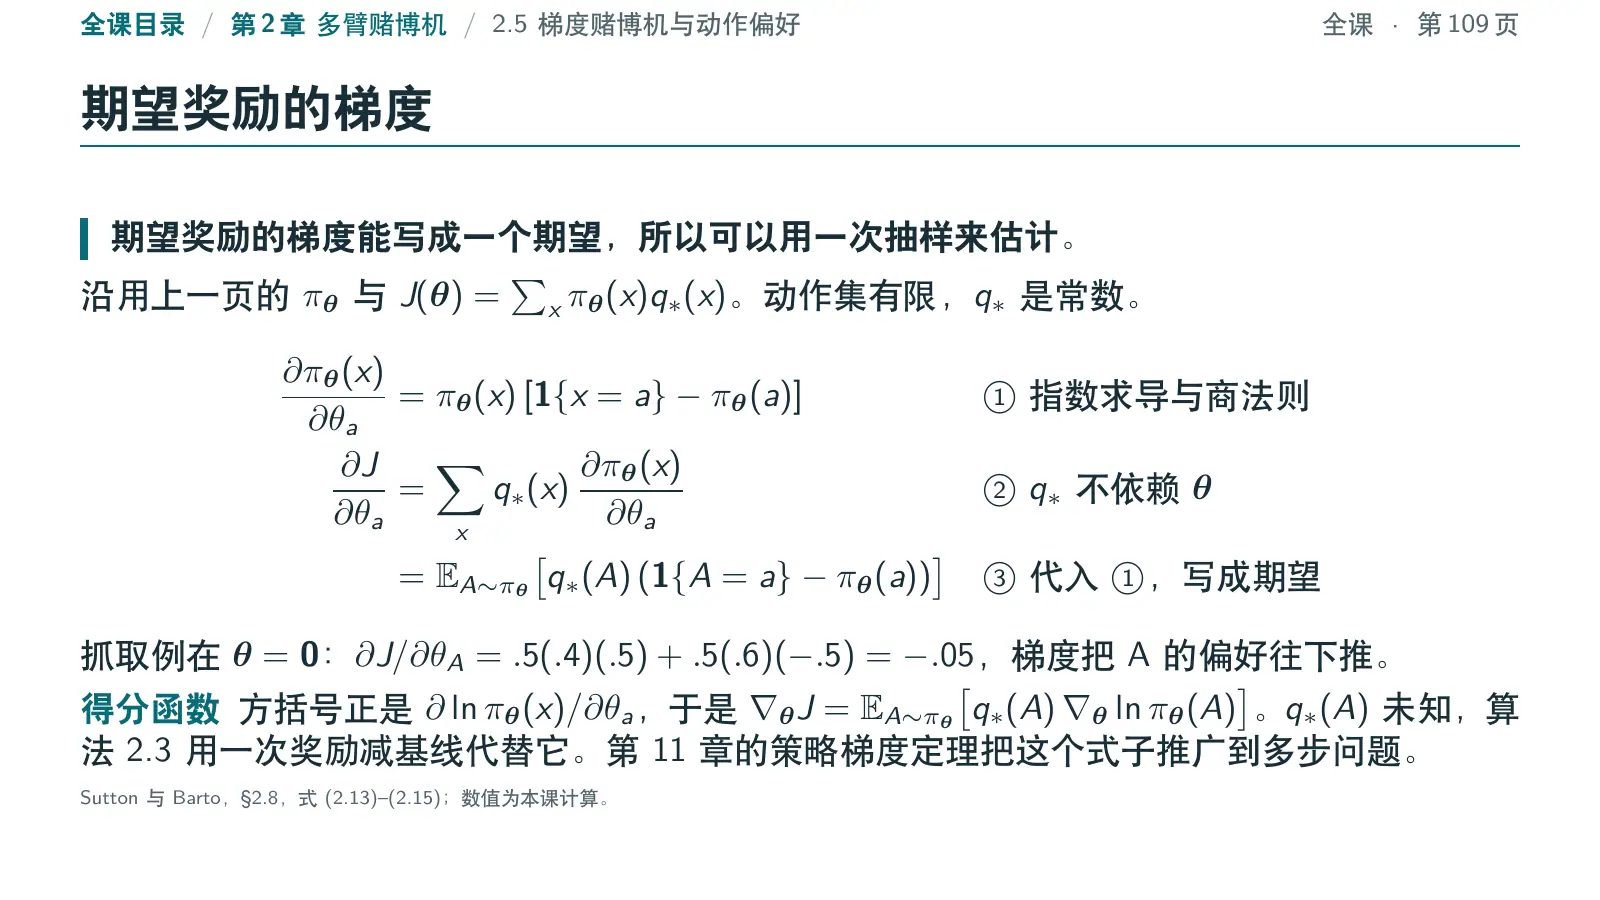 全课目录 / 第 2 章 多臂赌博机 / 2.5 梯度赌博机与动作偏好 全课 · 第 109 页
期望奖励的梯度
期望奖励的梯度能写成一个期望，所以可以用一次抽样来估计。
沿用上一页的 π_θ 与 J(θ) = ∑_x π_θ(x)q_*(x)。动作集有限，q_* 是常数。
∂π_θ(x)/∂θ_a = π_θ(x) [𝟏{x = a} − π_θ(a)] ① 指数求导与商法则
∂J/∂θ_a = ∑_x q_*(x) ∂π_θ(x)/∂θ_a ② q_* 不依赖 θ
= 𝔼_{A∼π_θ} [q_*(A) (𝟏{A = a} − π_θ(a))] ③ 代入 ①，写成期望
抓取例在 θ = 0：∂J/∂θ_A = .5(.4)(.5) + .5(.6)(−.5) = −.05，梯度把 A 的偏好往下推。
得分函数 方括号正是 ∂ ln π_θ(x)/∂θ_a，于是 ∇_θ J = 𝔼_{A∼π_θ} [q_*(A) ∇_θ ln π_θ(A)]。q_*(A) 未知，算
法 2.3 用一次奖励减基线代替它。第 11 章的策略梯度定理把这个式子推广到多步问题。
Sutton 与 Barto，§2.8，式 (2.13)–(2.15)；数值为本课计算。